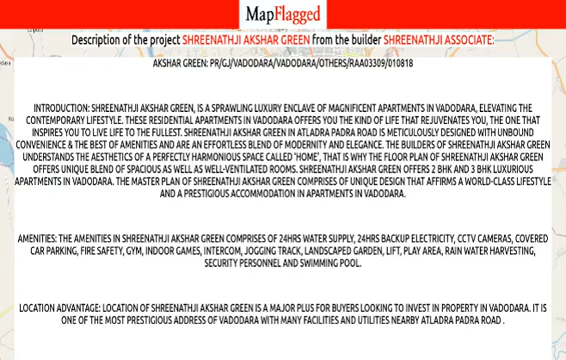 MapFlagged
Description of the project SHREENATHJI AKSHAR GREEN from the builder SHREENATHJI ASSOCIATE:
AKSHAR GREEN: PR/GJ/VADODARA/VADODARA/OTHERS/RAA03309/010818
INTRODUCTION: SHREENATHJI AKSHAR GREEN, IS A SPRAWLING LUXURY ENCLAVE OF MAGNIFICENT APARTMENTS IN VADODARA, ELEVATING THE
CONTEMPORARY LIFESTYLE. THESE RESIDENTIAL APARTMENTS IN VADODARA OFFERS YOU THE KIND OF LIFE THAT REJUVENATES YOU, THE ONE THAT
INSPIRES YOU TO LIVE LIFE TO THE FULLEST. SHREENATHJI AKSHAR GREEN IN ATLADRA PADRA ROAD IS METICULOUSLY DESIGNED WITH UNBOUND
CONVENIENCE & THE BEST OF AMENITIES AND ARE AN EFFORTLESS BLEND OF MODERNITY AND ELEGANCE. THE BUILDERS OF SHREENATHJI AKSHAR GREEN
UNDERSTANDS THE AESTHETICS OF A PERFECTLY HARMONIOUS SPACE CALLED 'HOME', THAT IS WHY THE FLOOR PLAN OF SHREENATHJI AKSHAR GREEN
OFFERS UNIQUE BLEND OF SPACIOUS AS WELL AS WELL-VENTILATED ROOMS. SHREENATHJI AKSHAR GREEN OFFERS 2 BHK AND 3 BHK LUXURIOUS
APARTMENTS IN VADODARA. THE MASTER PLAN OF SHREENATHJI AKSHAR GREEN COMPRISES OF UNIQUE DESIGN THAT AFFIRMS A WORLD-CLASS LIFESTYLE
AND A PRESTIGIOUS ACCOMMODATION IN APARTMENTS IN VADODARA.
AMENITIES: THE AMENITIES IN SHREENATHJI AKSHAR GREEN COMPRISES OF 24HRS WATER SUPPLY, 24HRS BACKUP ELECTRICITY, CCTV CAMERAS, COVERED
CAR PARKING, FIRE SAFETY, GYM, INDOOR GAMES, INTERCOM, JOGGING TRACK, LANDSCAPED GARDEN, LIFT, PLAY AREA, RAIN WATER HARVESTING,
SECURITY PERSONNEL AND SWIMMING POOL.
LOCATION ADVANTAGE: LOCATION OF SHREENATHJI AKSHAR GREEN IS A MAJOR PLUS FOR BUYERS LOOKING TO INVEST IN PROPERTY IN VADODARA. IT IS
ONE OF THE MOST PRESTIGIOUS ADDRESS OF VADODARA WITH MANY FACILITIES AND UTILITIES NEARBY ATLADRA PADRA ROAD .